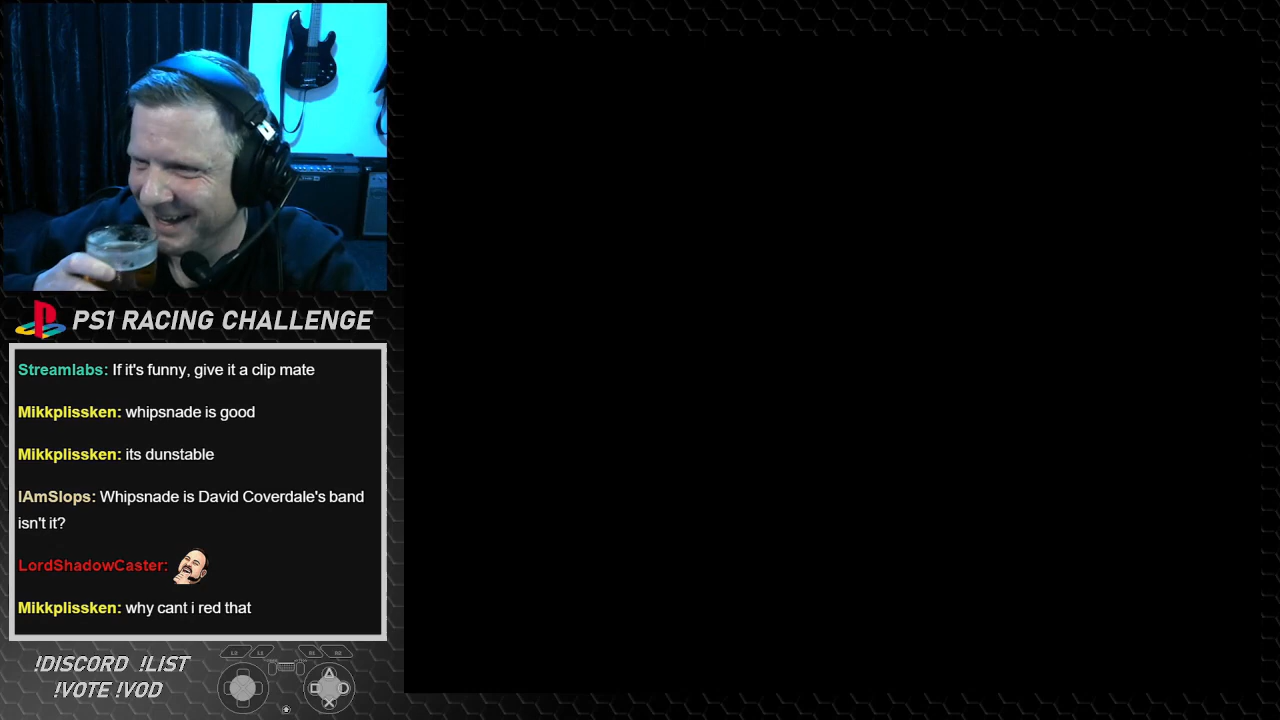 PS1 RACING CHALLENGE
Streamlabs: If it's funny, give it a clip mate
Mikkplissken: whipsnade is good
Mikkplissken: its dunstable
IAmSlops: Whipsnade is David Coverdale's band
isn't it?
LordShadowCaster:
Mikkplissken: why cant i red that
!DISCORD !LIST
!VOTE !VOD